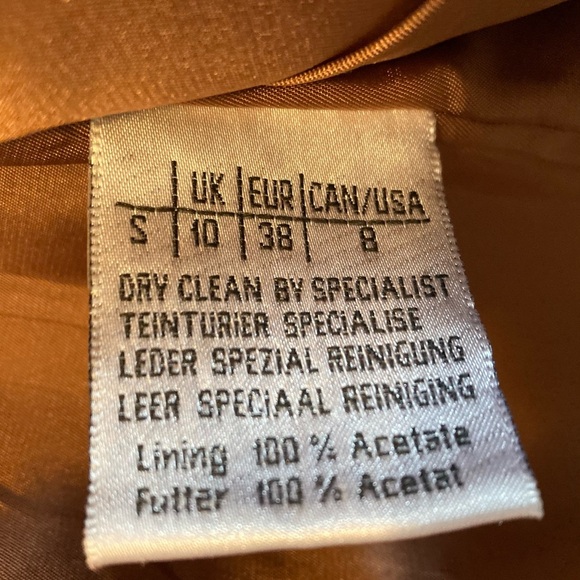 UK EUR CAN/USA
S 10 38 8
DRY CLEAN BY SPECIALIST
TEINTURIER SPECIALISE
LEDER SPEZIAL REINIGUNG
LEER SPECIAAL REINIGING
Lining 100 % Acetate
Futter 100 % Acetat